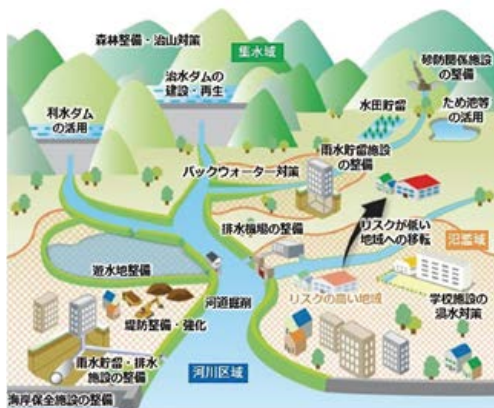 森林整備・治山対策
集水域
砂防関係施設
の整備
治水ダムの
建設・再生
利水ダム
の活用
水田貯留
ため池等
の活用
雨水貯留施設
の整備
バックウォーター対策
排水機場の整備
リスクが低い
地域への移転
氾濫域
遊水地整備
河道掘削
リスクの高い地域
学校施設の
浸水対策
堤防整備・強化
雨水貯留・排水
施設の整備
河川区域
海岸保全施設の整備